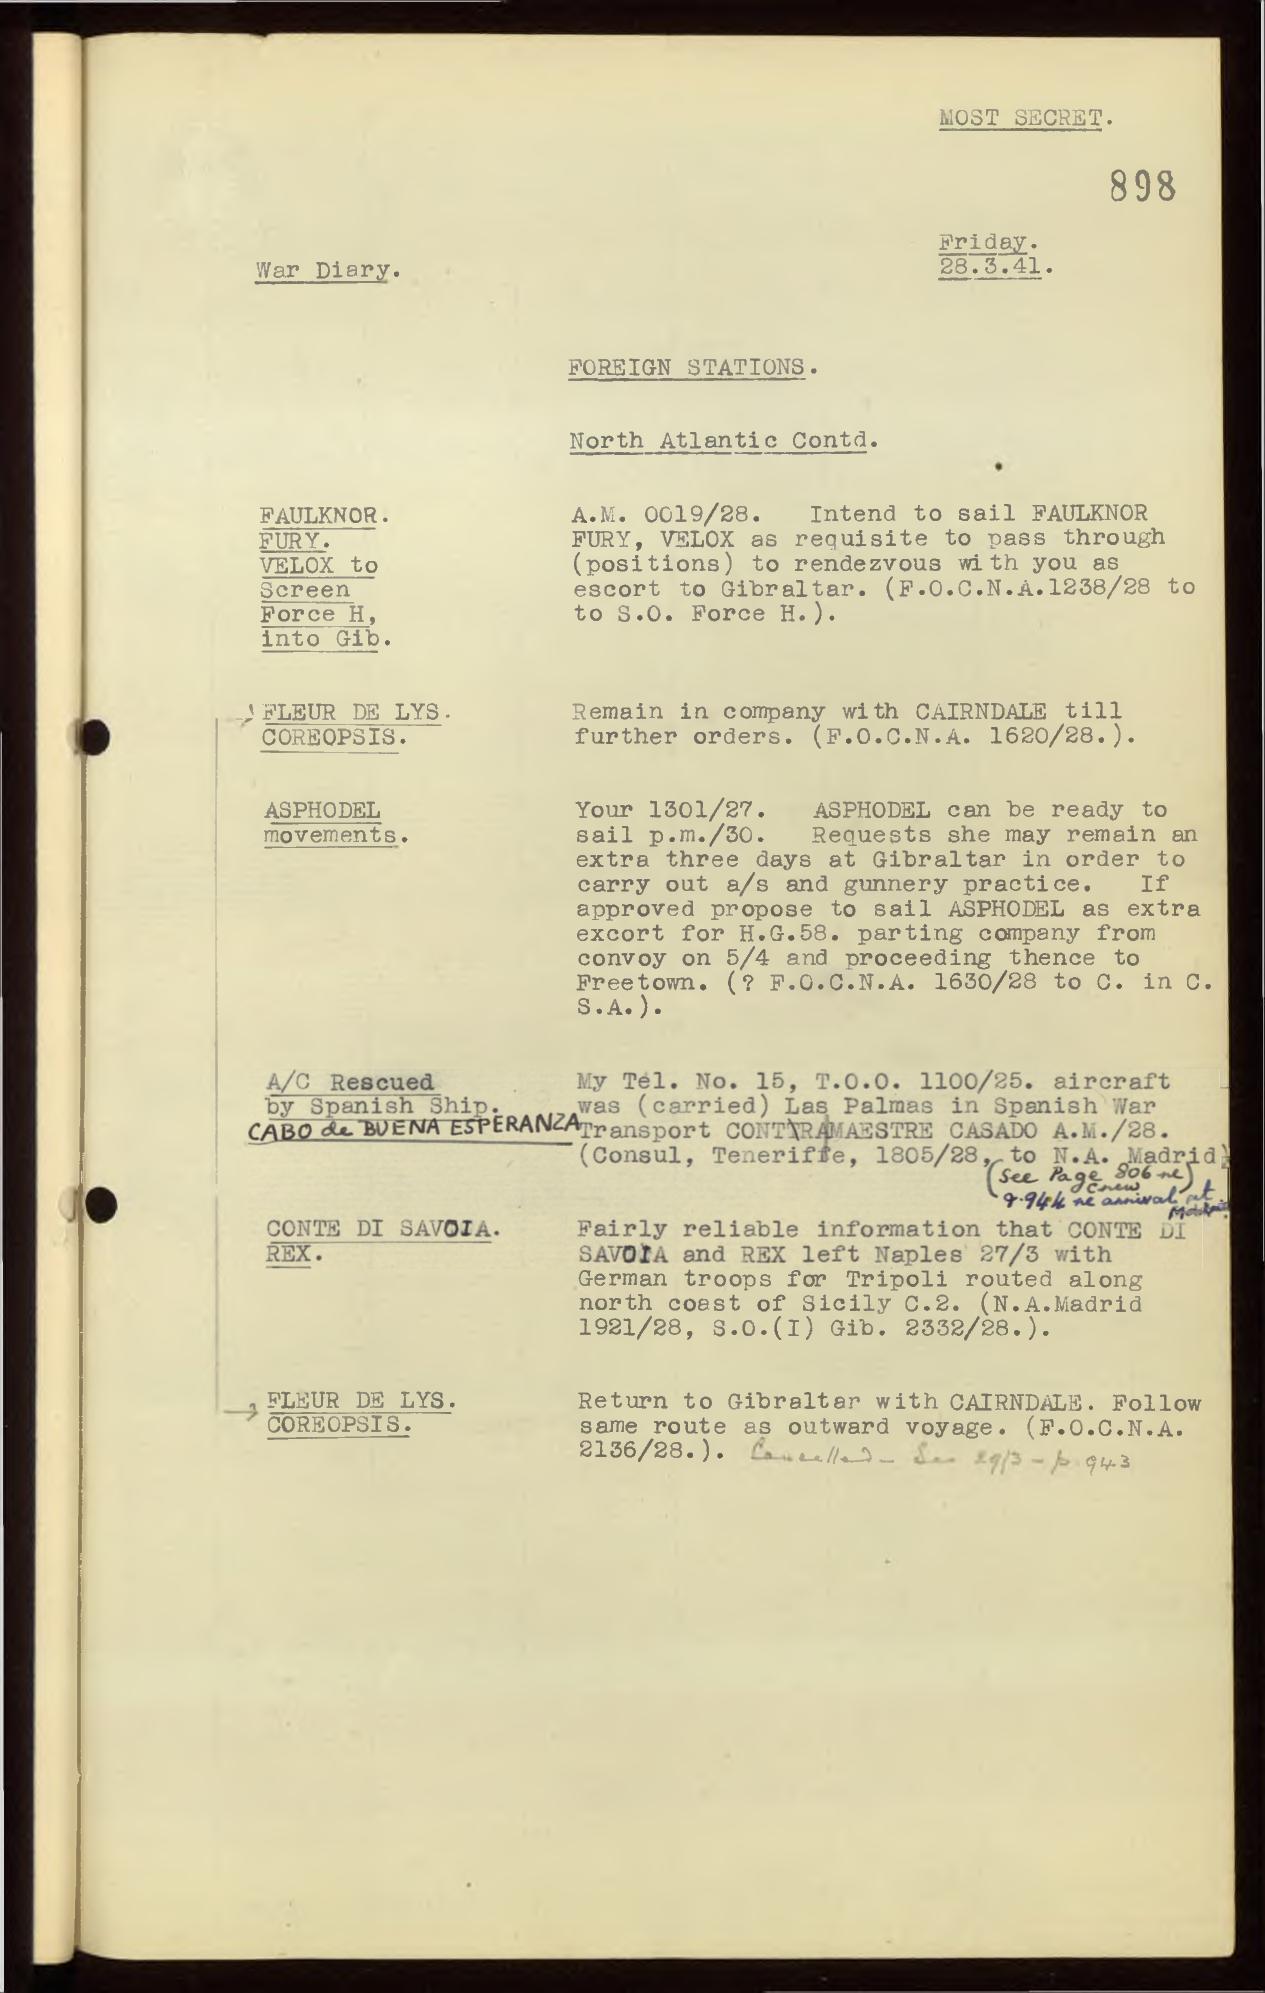 MOST SECRET.
898
Friday.
28.3.41.
War Diary.
FOREIGN STATIONS.
North Atlantic Contd.
FAULKNOR.
FURY.
VELOX to
Screen
Force H,
into Gib.
A.M. 0019/28. Intend to sail FAULKNOR
FURY, VELOX as requisite to pass through
(positions) to rendezvous with you as
escort to Gibraltar. (F.O.C.N.A.1238/28 to
to S.O. Force H.).
FLEUR DE LYS.
COREOPSIS.
Remain in company with CAIRNDALE till
further orders. (F.O.C.N.A. 1620/28.).
ASPHODEL
movements.
Your 1301/27. ASPHODEL can be ready to
sail p.m./30. Requests she may remain an
extra three days at Gibraltar in order to
carry out a/s and gunnery practice. If
approved propose to sail ASPHODEL as extra
excort for H.G.58. parting company from
convoy on 5/4 and proceeding thence to
Freetown. (? F.O.C.N.A. 1630/28 to C. in C.
S.A.).
A/C Rescued
by Spanish Ship.
CABO de BUENA ESPERANZA
My Tel. No. 15, T.O.O. 1100/25. aircraft
was (carried) Las Palmas in Spanish War
Transport CONTRAMAESTRE CASADO A.M./28.
(Consul, Teneriffe, 1805/28, to N.A. Madrid)
(See Page 806 re)
crew
944 re arrival at
CONTE DI SAVOIA.
REX.
Fairly reliable information that CONTE DI
SAVOIA and REX left Naples 27/3 with
German troops for Tripoli routed along
north coast of Sicily C.2. (N.A.Madrid
1921/28, S.O.(I) Gib. 2332/28.).
FLEUR DE LYS.
COREOPSIS.
Return to Gibraltar with CAIRNDALE. Follow
same route as outward voyage. (F.O.C.N.A.
2136/28.). Cancelled – See 29/3 – p 943